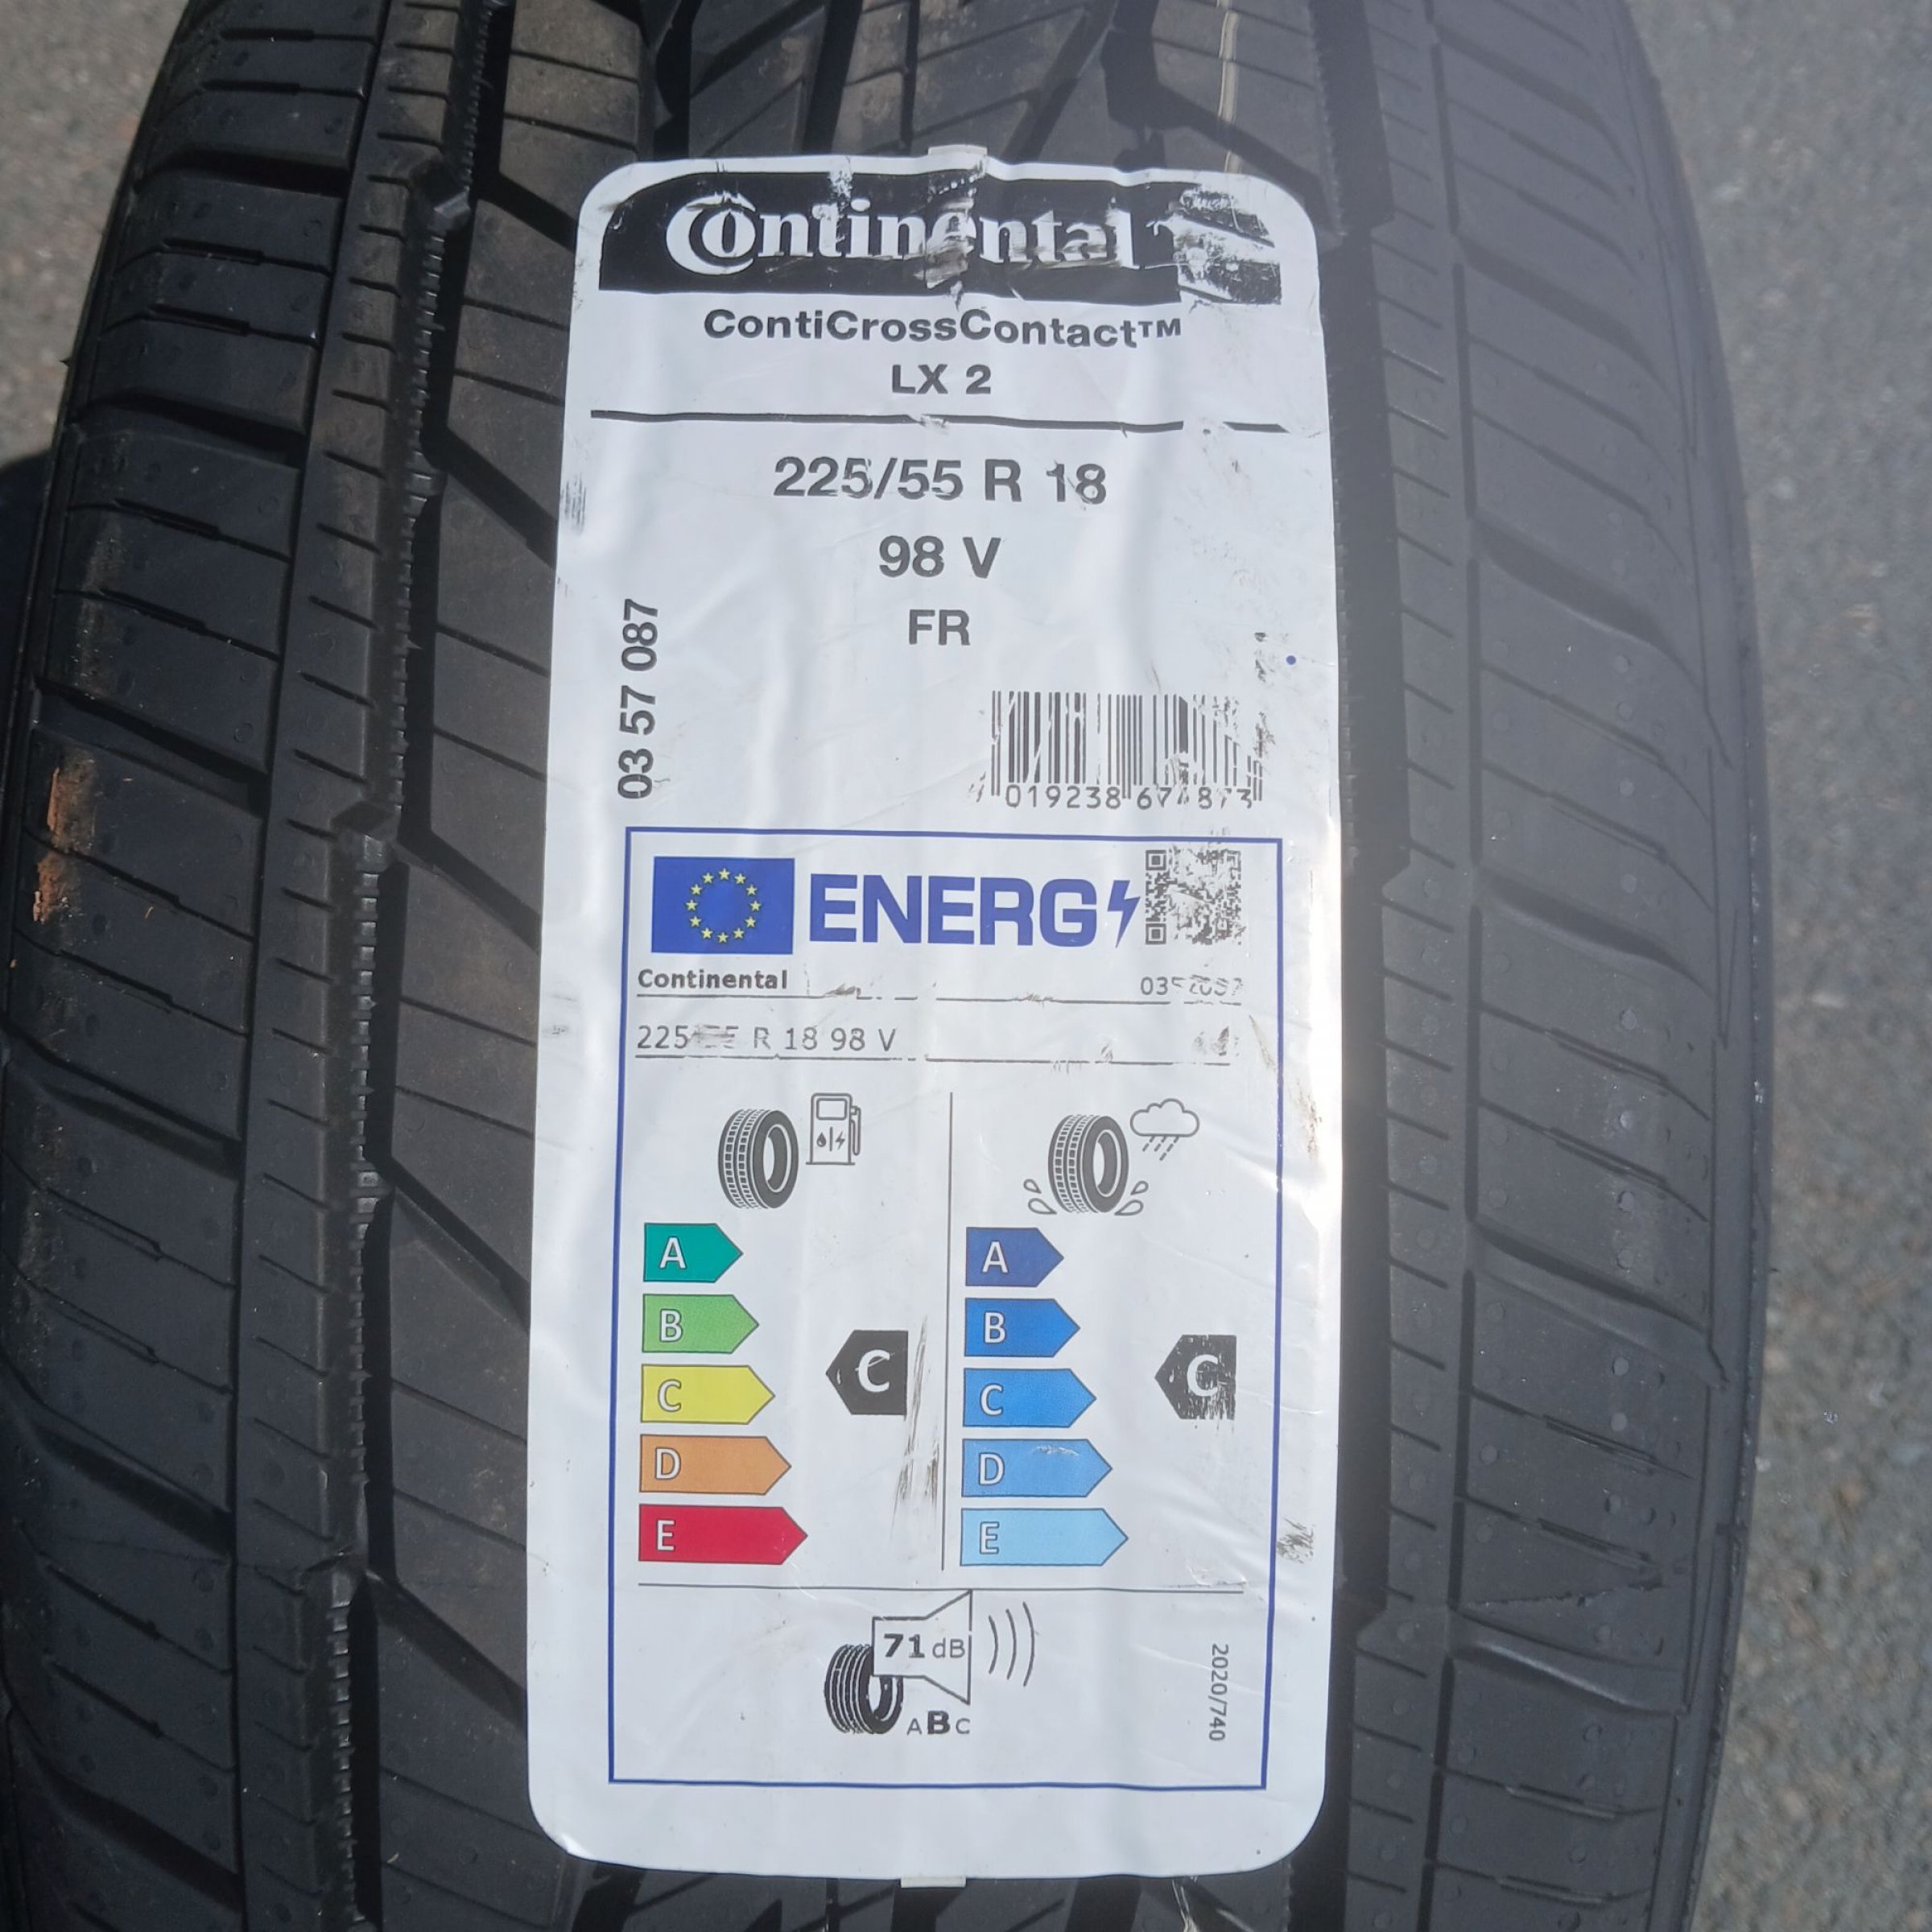 Continental
ContiCrossContact™
LX 2
225/55 R 18
98 V
FR
03 57 087
ENERG
Continental
R 18 98 V
A
B
C
D
E
C
A
B
C
D
E
C
71 dB
ABC
2020/740